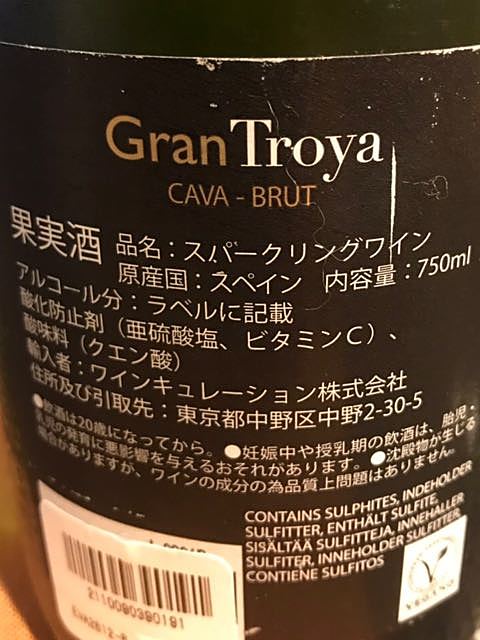 Gran Troya
CAVA - BRUT
果実酒 品名：スパークリングワイン
原産国：スペイン 内容量：750ml
アルコール分：ラベルに記載
酸化防止剤（亜硫酸塩、ビタミンC）、
酸味料（クエン酸）
輸入者：ワインキュレーション株式会社
住所及び引取先：東京都中野区中野2-30-5
●飲酒は20歳になってから。●妊娠中や授乳期の飲酒は、胎児・
乳児の発育に悪影響を与えるおそれがあります。●沈殿物が生じる
場合がありますが、ワインの成分の為品質上問題はありません。
CONTAINS SULPHITES, INDEHOLDER
SULFITTER, ENTHÄLT SULFITE,
SISÄLTÄÄ SULFIITTEJA, INNEHALLER
SULFITER, INNEHOLDER SULFITTER,
CONTIENE SULFITOS
VEGANO
2110090390191